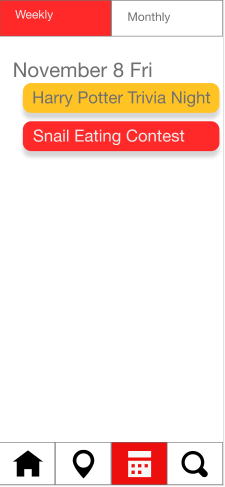 Weekly
Monthly
November 8 Fri
Harry Potter Trivia Night
Snail Eating Contest